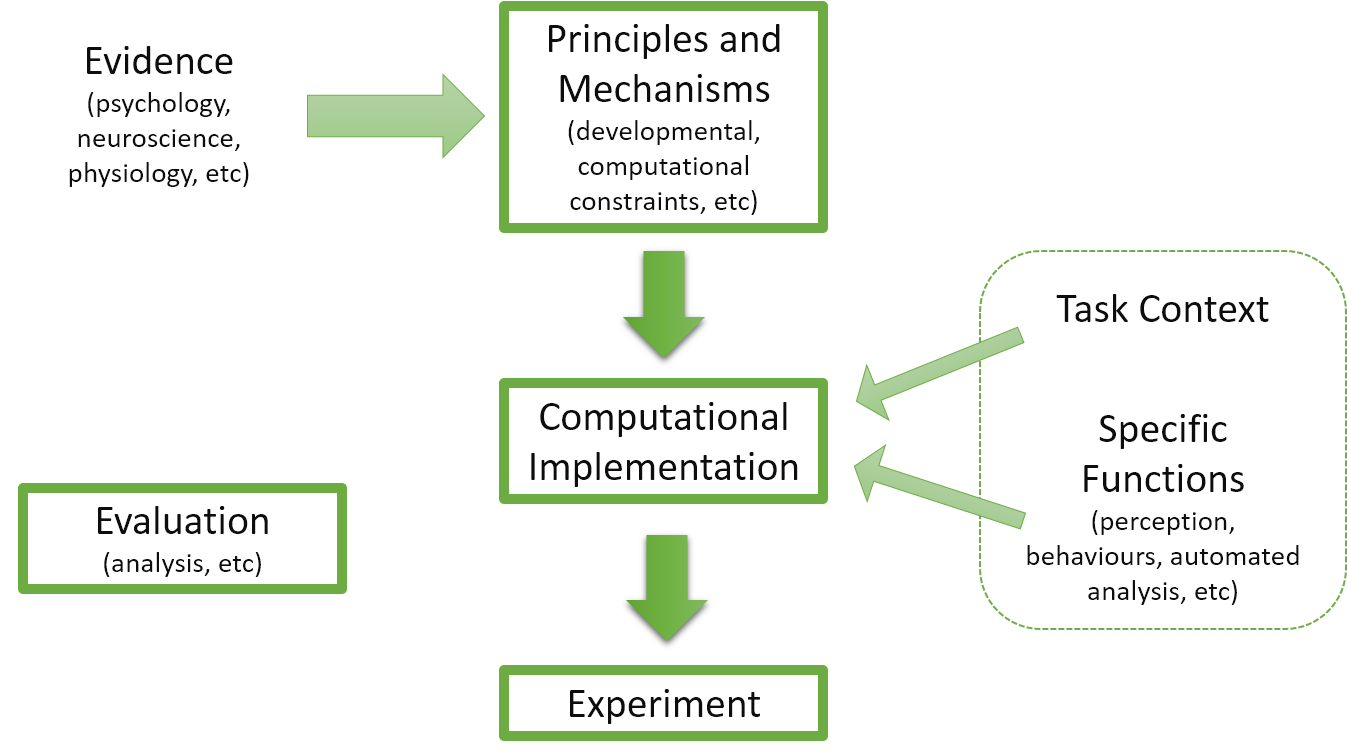 Evidence
(psychology,
neuroscience,
physiology, etc)
Principles and
Mechanisms
(developmental,
computational
constraints, etc)
Task Context
Specific
Functions
(perception,
behaviours, automated
analysis, etc)
Computational
Implementation
Evaluation
(analysis, etc)
Experiment